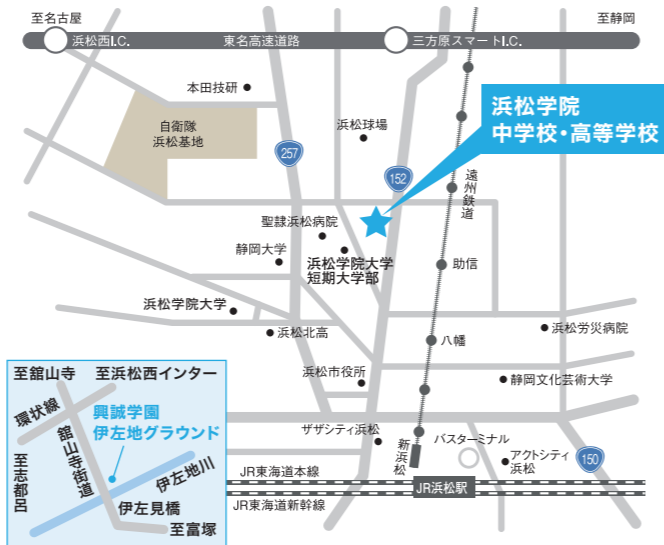 至名古屋
至静岡
浜松西I.C.
東名高速道路
三方原スマートI.C.
本田技研
浜松学院
中学校・高等学校
自衛隊
浜松基地
浜松球場
257
152
遠州鉄道
聖隷浜松病院
静岡大学
浜松学院大学
短期大学部
助信
浜松学院大学
浜松北高
八幡
浜松労災病院
浜松市役所
静岡文化芸術大学
ザザシティ浜松
新浜松
バスターミナル
アクトシティ
浜松
150
JR東海道本線
JR浜松駅
JR東海道新幹線
至舘山寺
至浜松西インター
環状線
興誠学園
伊左地グラウンド
舘山寺街道
至志都呂
伊左地川
伊左見橋
至富塚